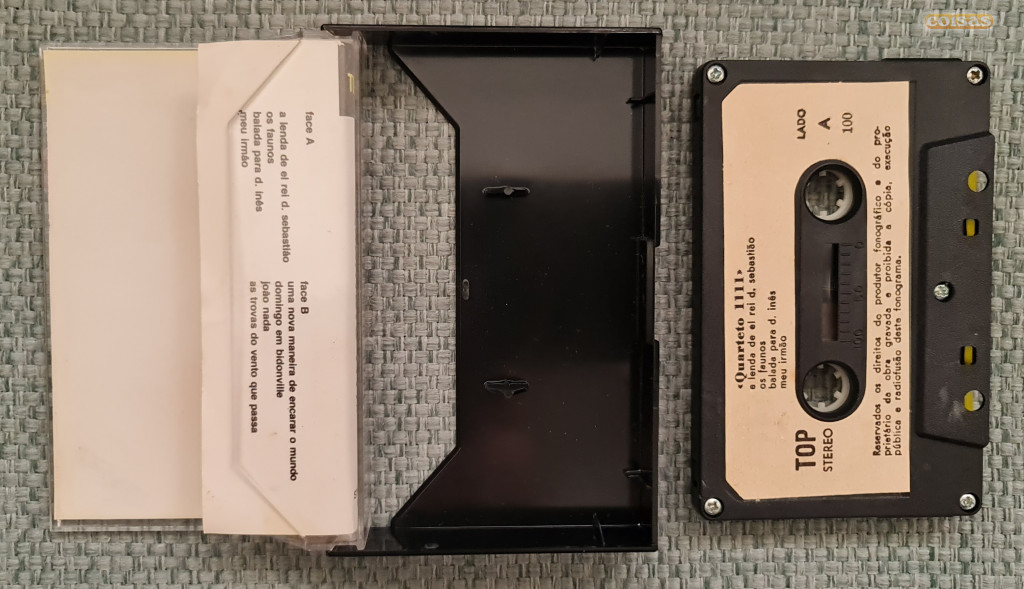 coisas
face A
a lenda de el rei d. sebastião
os faunos
balada para d. inês
meu irmão
face B
uma nova maneira de encarar o mundo
domingo em bidonville
joão nada
as trovas do vento que passa
LADO
A
100
«Quarteto 1111»
a lenda de el rei d. sebastião
os faunos
balada para d. inês
meu irmão
100 50 0
TOP
STEREO
Reservados os direitos do produtor fonográfico e do pro-
prietário da obra gravada e proibida a cópia, execução
pública e radiofusão deste fonograma.